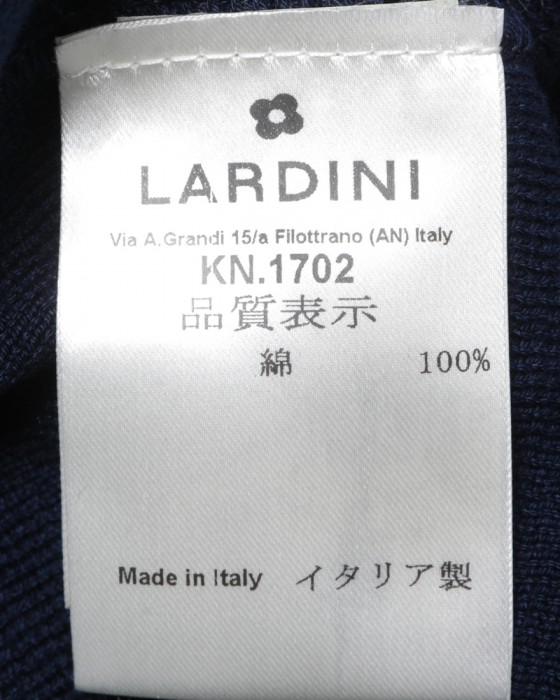 LARDINI
Via A.Grandi 15/a Filottrano (AN) Italy
KN.1702
品質表示
綿 100%
Made in Italy イタリア製